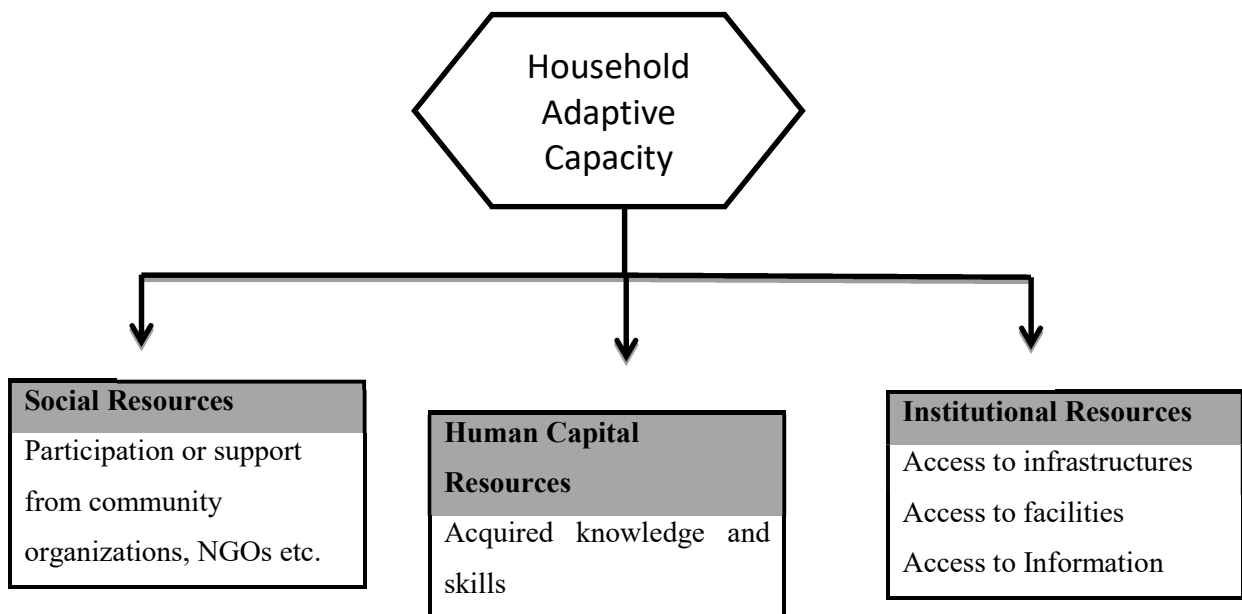 Household
Adaptive
Capacity
Social Resources
Participation or support
from community
organizations, NGOs etc.
Human Capital
Resources
Acquired knowledge and
skills
Institutional Resources
Access to infrastructures
Access to facilities
Access to Information